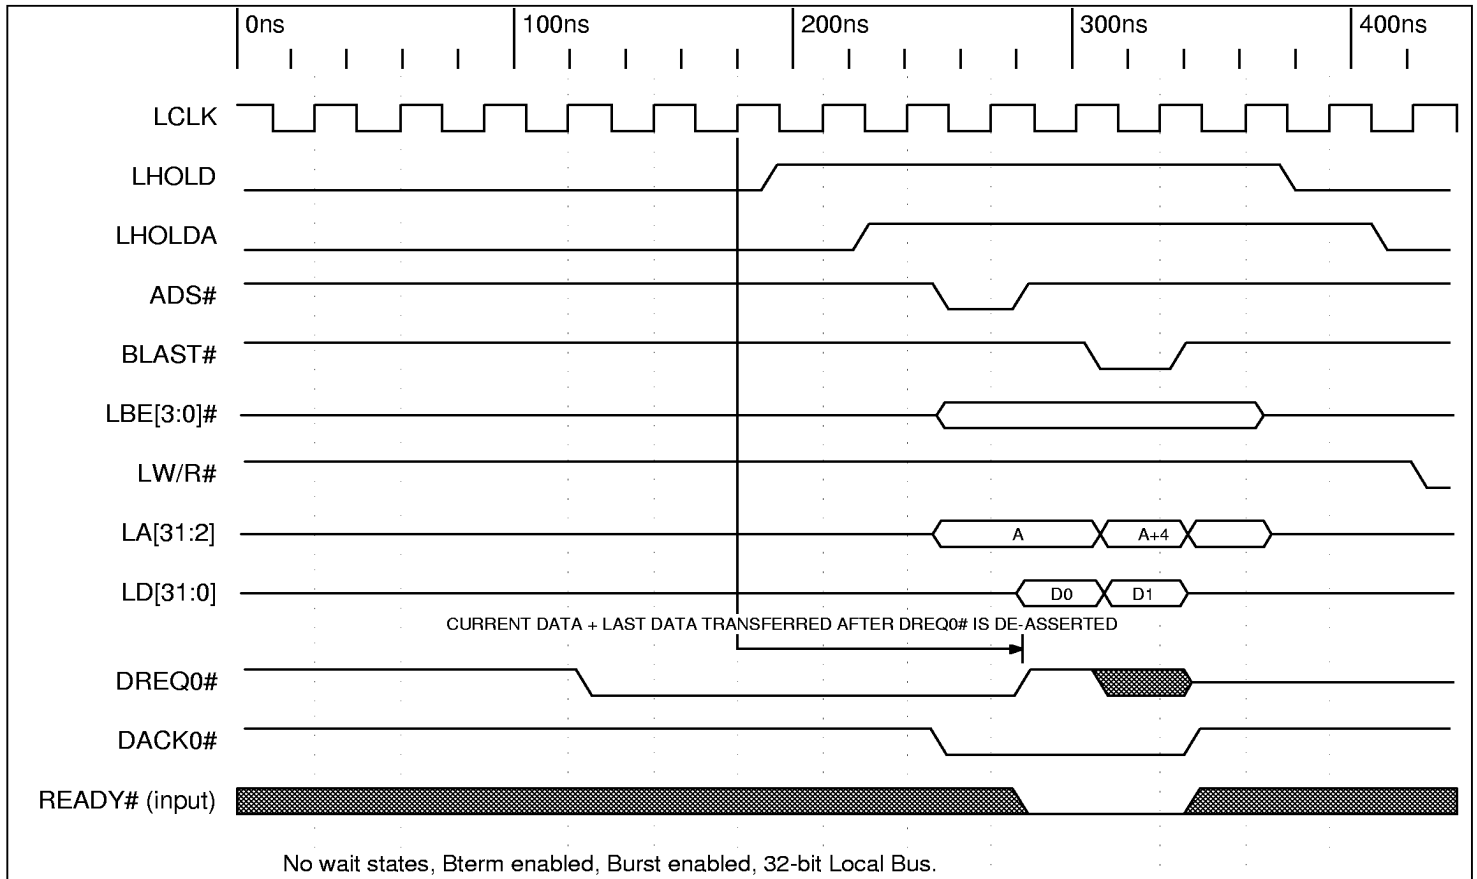 0ns 100ns 200ns 300ns 400ns
LCLK
LHOLD
LHOLDA
ADS#
BLAST#
LBE[3:0]#
LW/R#
LA[31:2] A A+4
LD[31:0] D0 D1
CURRENT DATA + LAST DATA TRANSFERRED AFTER DREQ0# IS DE-ASSERTED
DREQ0#
DACK0#
READY# (input)
No wait states, Bterm enabled, Burst enabled, 32-bit Local Bus.